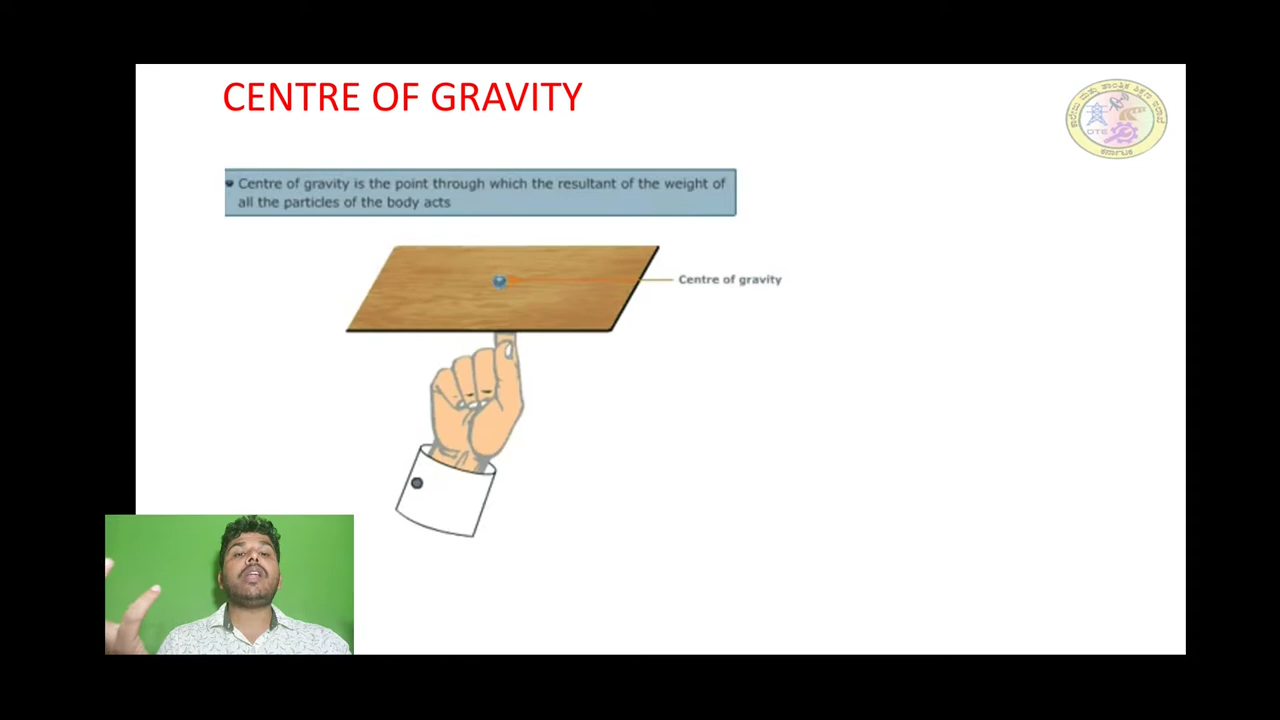 CENTRE OF GRAVITY
Centre of gravity is the point through which the resultant of the weight of
all the particles of the body acts
Centre of gravity
DTE